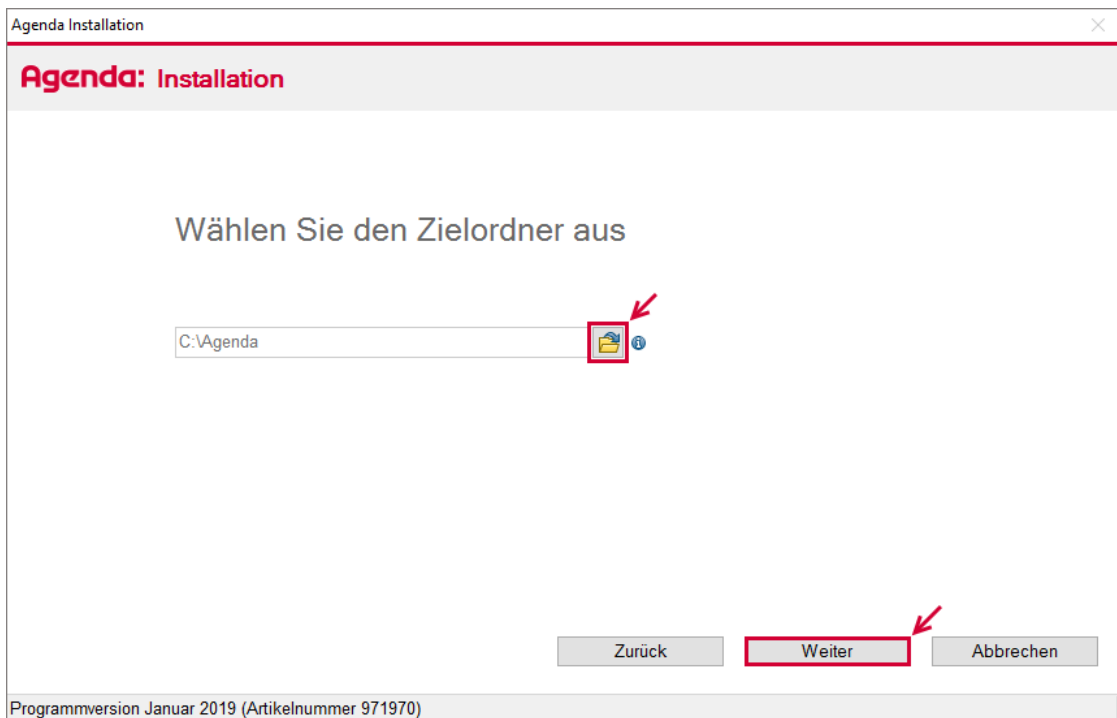 Agenda Installation
Agenda: Installation
Wählen Sie den Zielordner aus
C:\Agenda
Zurück Weiter Abbrechen
Programmversion Januar 2019 (Artikelnummer 971970)